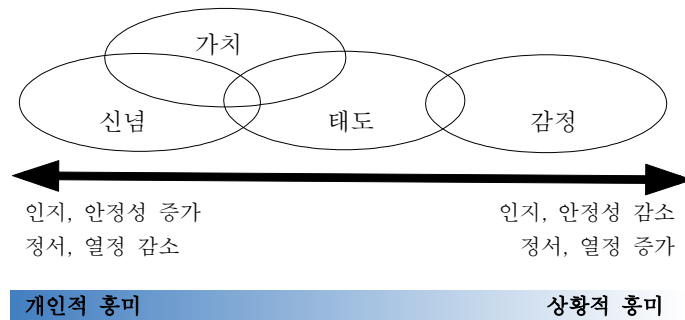 가치
신념
태도
감정
인지, 안정성 증가
인지, 안정성 감소
정서, 열정 감소
정서, 열정 증가
개인적 흥미
상황적 흥미